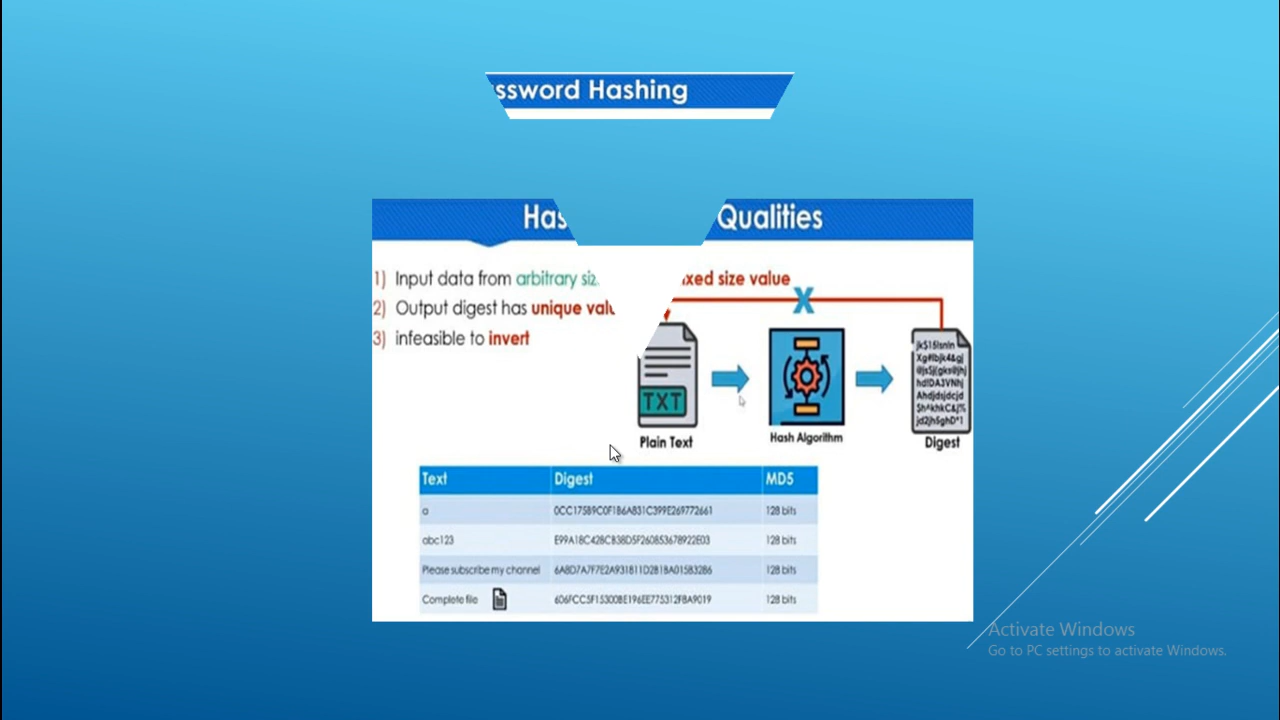 ssword Hashing
Has Qualities
1) Input data from arbitrary siz ixed size value
2) Output digest has unique valu
3) infeasible to invert
X
TXT
jk$15lsnln
Plain Text
Hash Algorithm
Digest
Text Digest MD5
a 0CC175B9C0F1B6A831C399E269772661 128 bits
abc123 E99A18C428CB38D5F260853678922E03 128 bits
Please subscribe my channel 128 bits
Complete file 128 bits
Activate Windows
Go to PC settings to activate Windows.